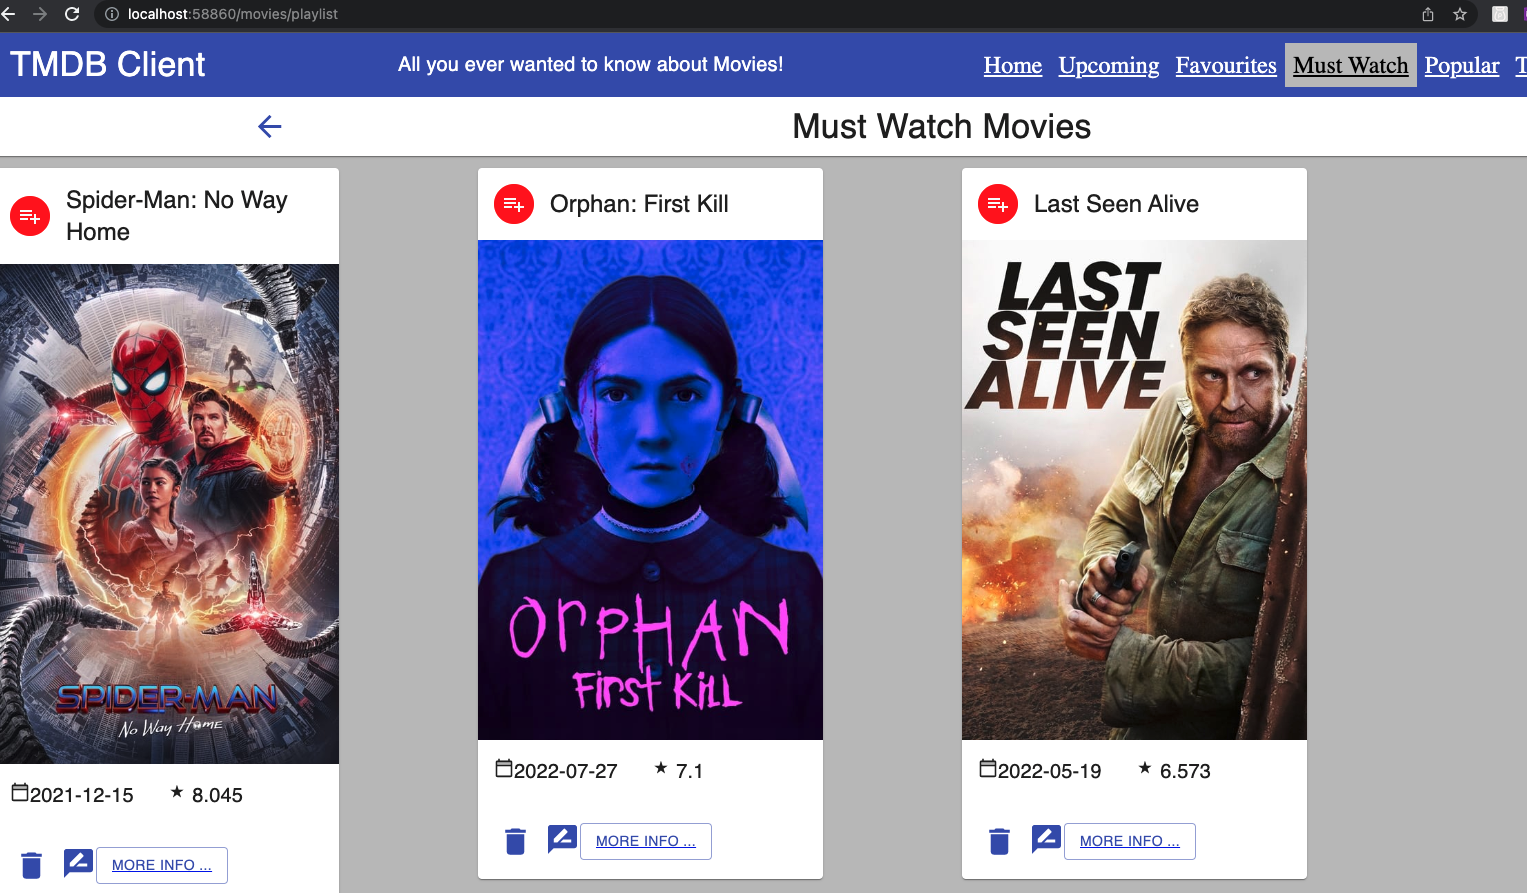 localhost:58860/movies/playlist
TMDB Client
All you ever wanted to know about Movies!
Home Upcoming Favourites Must Watch Popular
Must Watch Movies
Spider-Man: No Way
Home
SPIDER-MAN
No Way Home
2021-12-15 ★ 8.045
MORE INFO ...
Orphan: First Kill
OrpHAN
First Kill
2022-07-27 ★ 7.1
MORE INFO ...
Last Seen Alive
LAST
SEEN
ALIVE
2022-05-19 ★ 6.573
MORE INFO ...